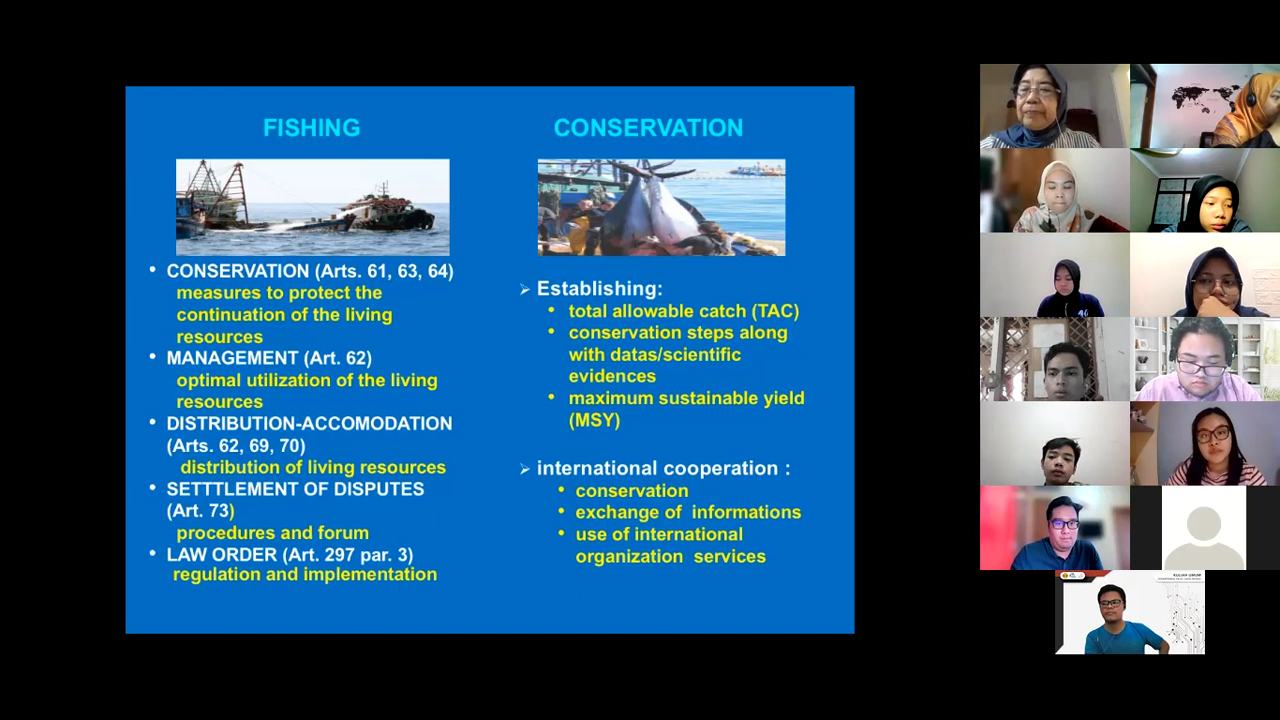 FISHING
CONSERVATION (Arts. 61, 63, 64)
measures to protect the
continuation of the living
resources
MANAGEMENT (Art. 62)
optimal utilization of the living
resources
DISTRIBUTION-ACCOMODATION
(Arts. 62, 69, 70)
distribution of living resources
SETTTLEMENT OF DISPUTES
(Art. 73)
procedures and forum
LAW ORDER (Art. 297 par. 3)
regulation and implementation
CONSERVATION
Establishing:
total allowable catch (TAC)
conservation steps along
with datas/scientific
evidences
maximum sustainable yield
(MSY)
international cooperation :
conservation
exchange of informations
use of international
organization services
KULIAH UMUM